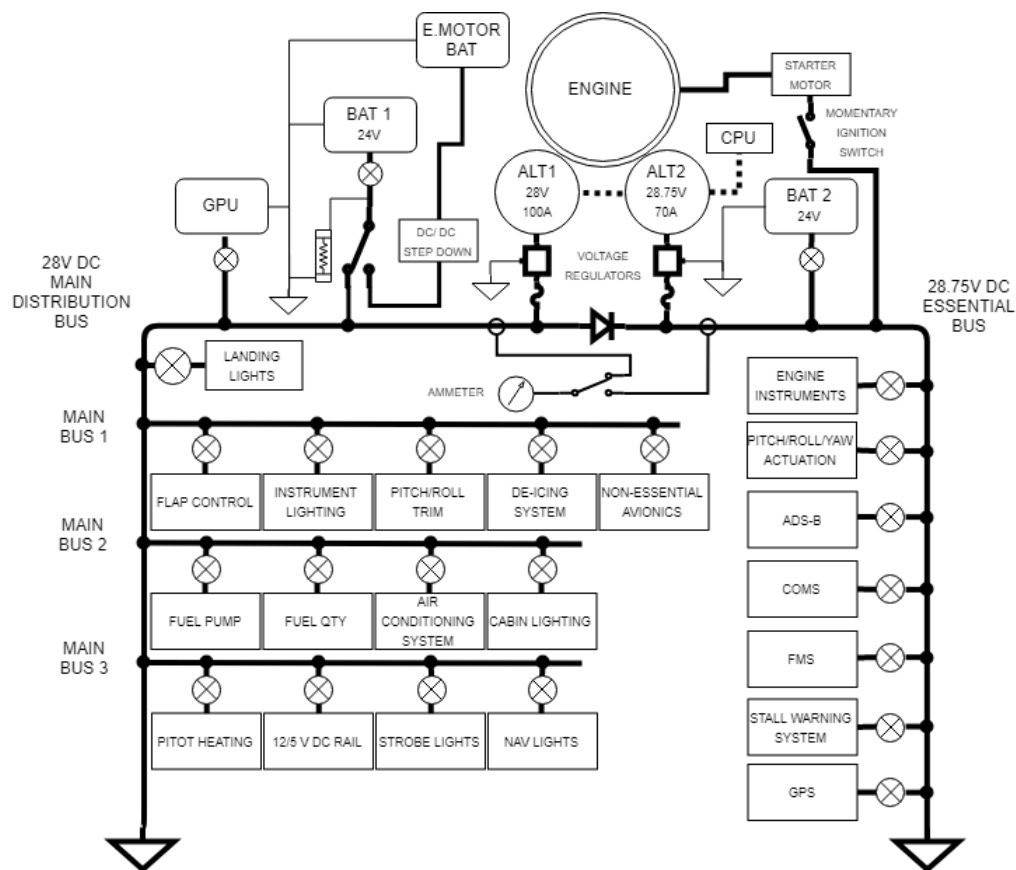 E.MOTOR
BAT
ENGINE
STARTER
MOTOR
BAT 1
24V
MOMENTARY
IGNITION
SWITCH
CPU
ALT1
28V
100A
ALT2
28.75V
70A
GPU
BAT 2
24V
DC/ DC
STEP DOWN
VOLTAGE
REGULATORS
28V DC
MAIN
DISTRIBUTION
BUS
28.75V DC
ESSENTIAL
BUS
LANDING
LIGHTS
AMMETER
ENGINE
INSTRUMENTS
MAIN
BUS 1
PITCH/ROLL/YAW
ACTUATION
FLAP CONTROL
INSTRUMENT
LIGHTING
PITCH/ROLL
TRIM
DE-ICING
SYSTEM
NON-ESSENTIAL
AVIONICS
ADS-B
MAIN
BUS 2
COMS
FUEL PUMP
FUEL QTY
AIR
CONDITIONING
SYSTEM
CABIN LIGHTING
MAIN
BUS 3
FMS
STALL WARNING
SYSTEM
PITOT HEATING
12/5 V DC RAIL
STROBE LIGHTS
NAV LIGHTS
GPS